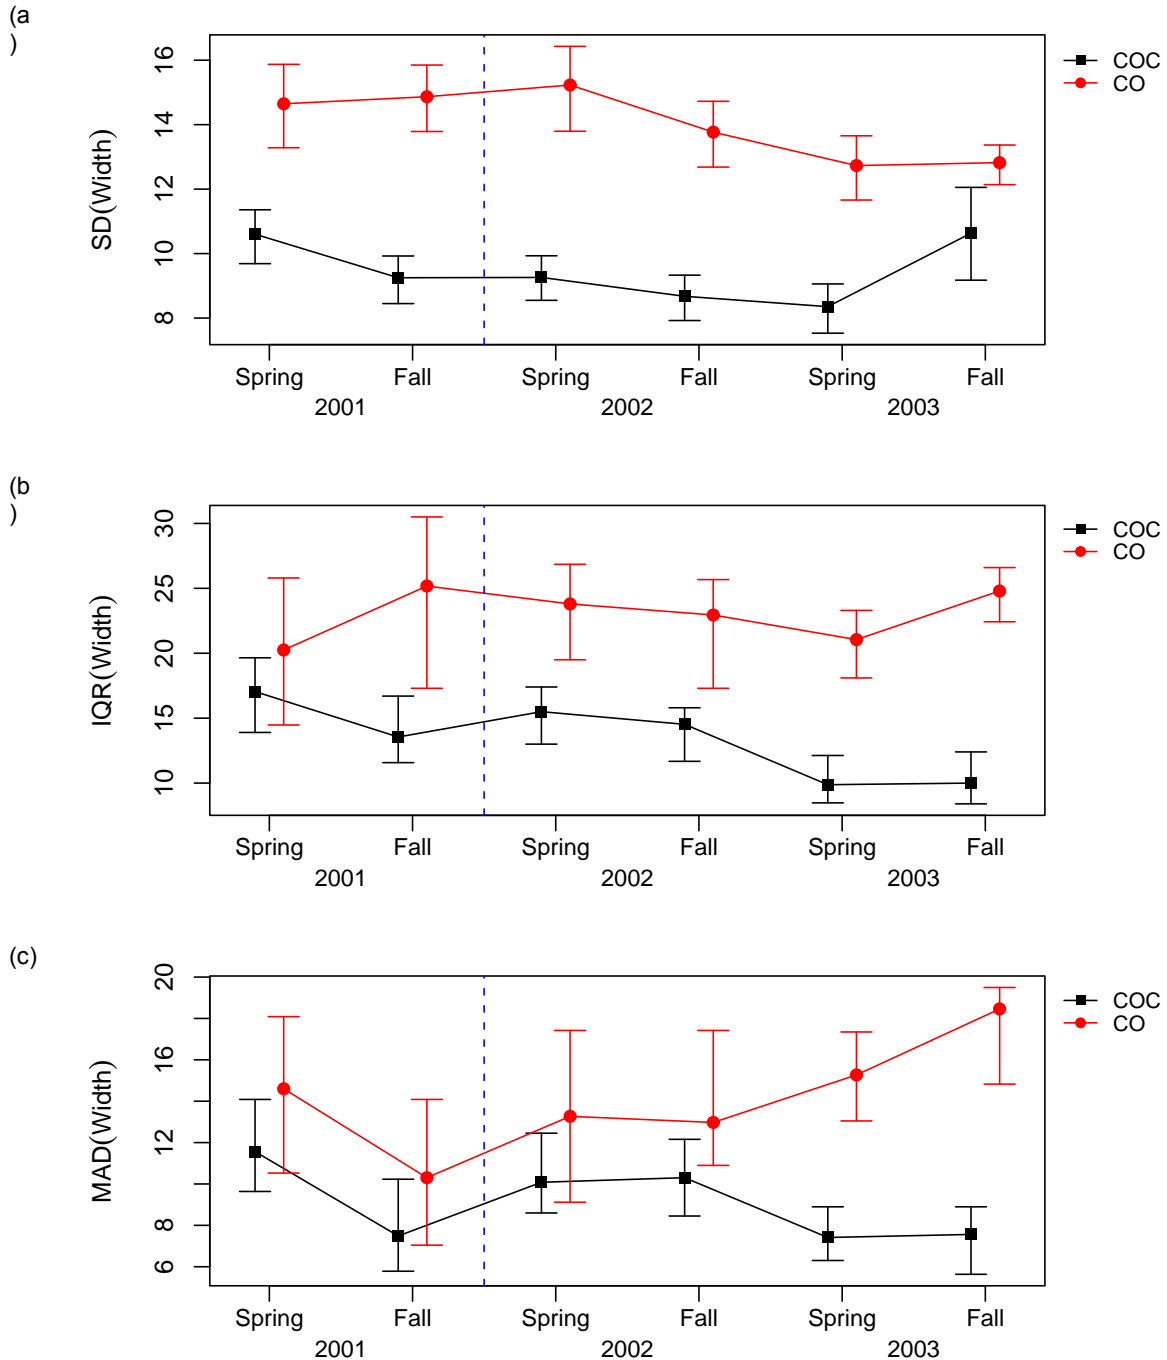 (a
)
SD(Width)
16
14
12
10
8
COC
CO
Spring Fall Spring Fall Spring Fall
2001 2002 2003
(b
)
IQR(Width)
30
25
20
15
10
COC
CO
Spring Fall Spring Fall Spring Fall
2001 2002 2003
(c)
MAD(Width)
20
16
12
8
6
COC
CO
Spring Fall Spring Fall Spring Fall
2001 2002 2003